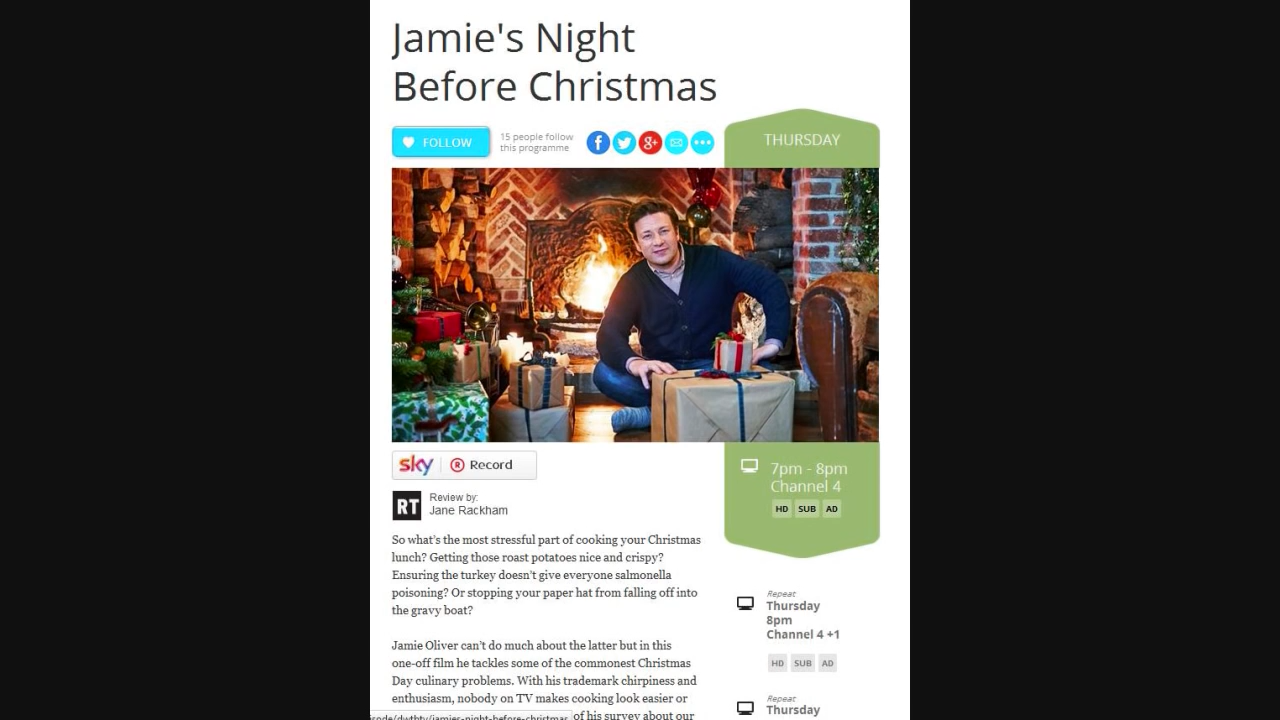 Jamie's Night
Before Christmas
FOLLOW
15 people follow
this programme
THURSDAY
sky
R Record
7pm - 8pm
Channel 4
HD SUB AD
RT
Review by:
Jane Rackham
So what's the most stressful part of cooking your Christmas
lunch? Getting those roast potatoes nice and crispy?
Ensuring the turkey doesn't give everyone salmonella
poisoning? Or stopping your paper hat from falling off into
the gravy boat?
Jamie Oliver can't do much about the latter but in this
one-off film he tackles some of the commonest Christmas
Day culinary problems. With his trademark chirpiness and
enthusiasm, nobody on TV makes cooking look easier or
of his survey about our
Repeat
Thursday
8pm
Channel 4 +1
HD SUB AD
Repeat
Thursday